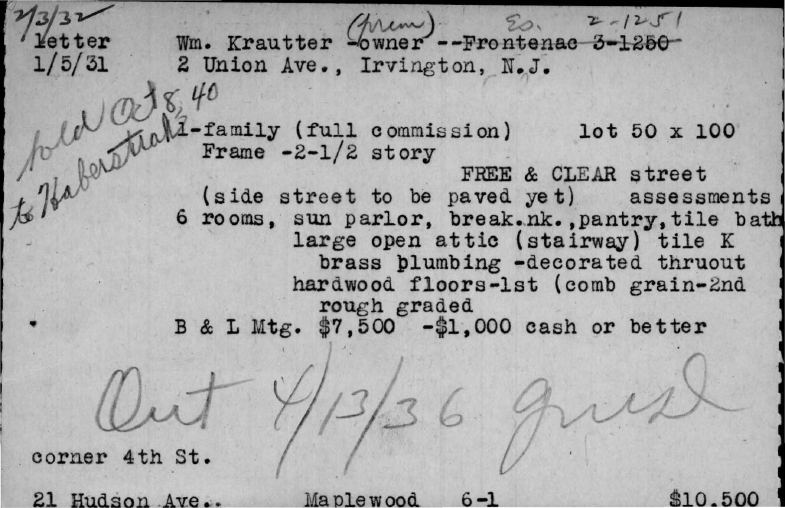 2/3/32 (prem) Es. 2-1251
letter Wm. Krautter -owner --Frontenac 3-1250
1/5/31 2 Union Ave., Irvington, N.J.
sold Oct 8, 40
to Haberstrah
1-family (full commission) lot 50 x 100
Frame -2-1/2 story
FREE & CLEAR street
(side street to be paved yet) assessments
6 rooms, sun parlor, break.nk.,pantry,tile bath
large open attic (stairway) tile K
brass plumbing -decorated thruout
hardwood floors-1st (comb grain-2nd
rough graded
B & L Mtg. $7,500 -$1,000 cash or better
Out 4/13/36
corner 4th St.
21 Hudson Ave.. Maplewood 6-1 $10.500